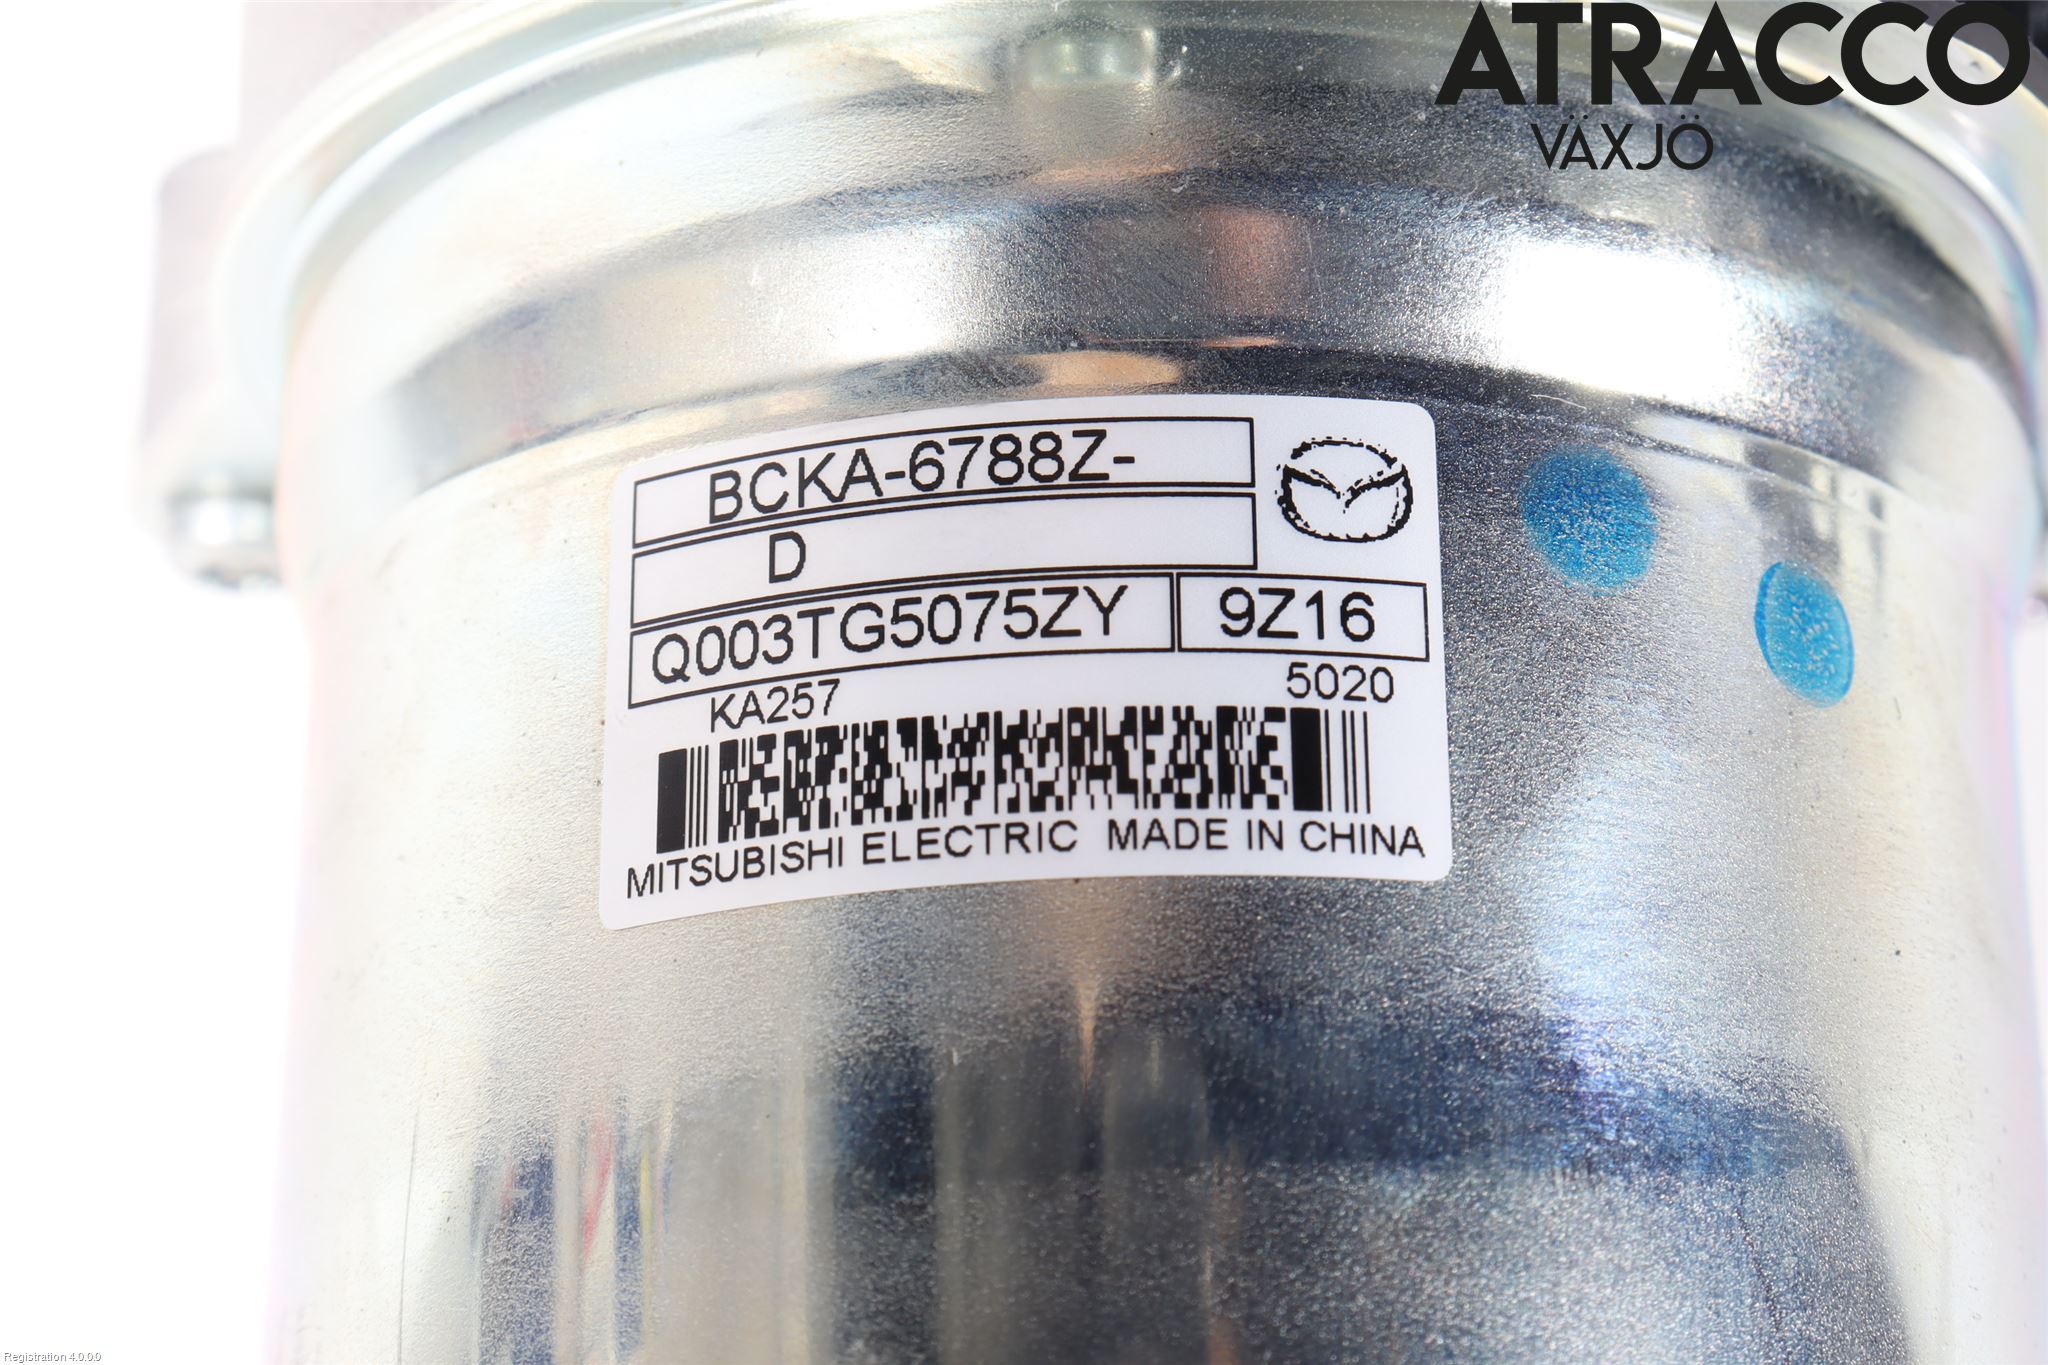 ATRACCO
VÄXJÖ
BCKA-6788Z-
D
Q003TG5075ZY 9Z16
KA257 5020
MITSUBISHI ELECTRIC MADE IN CHINA
Registration 4.0.0.0